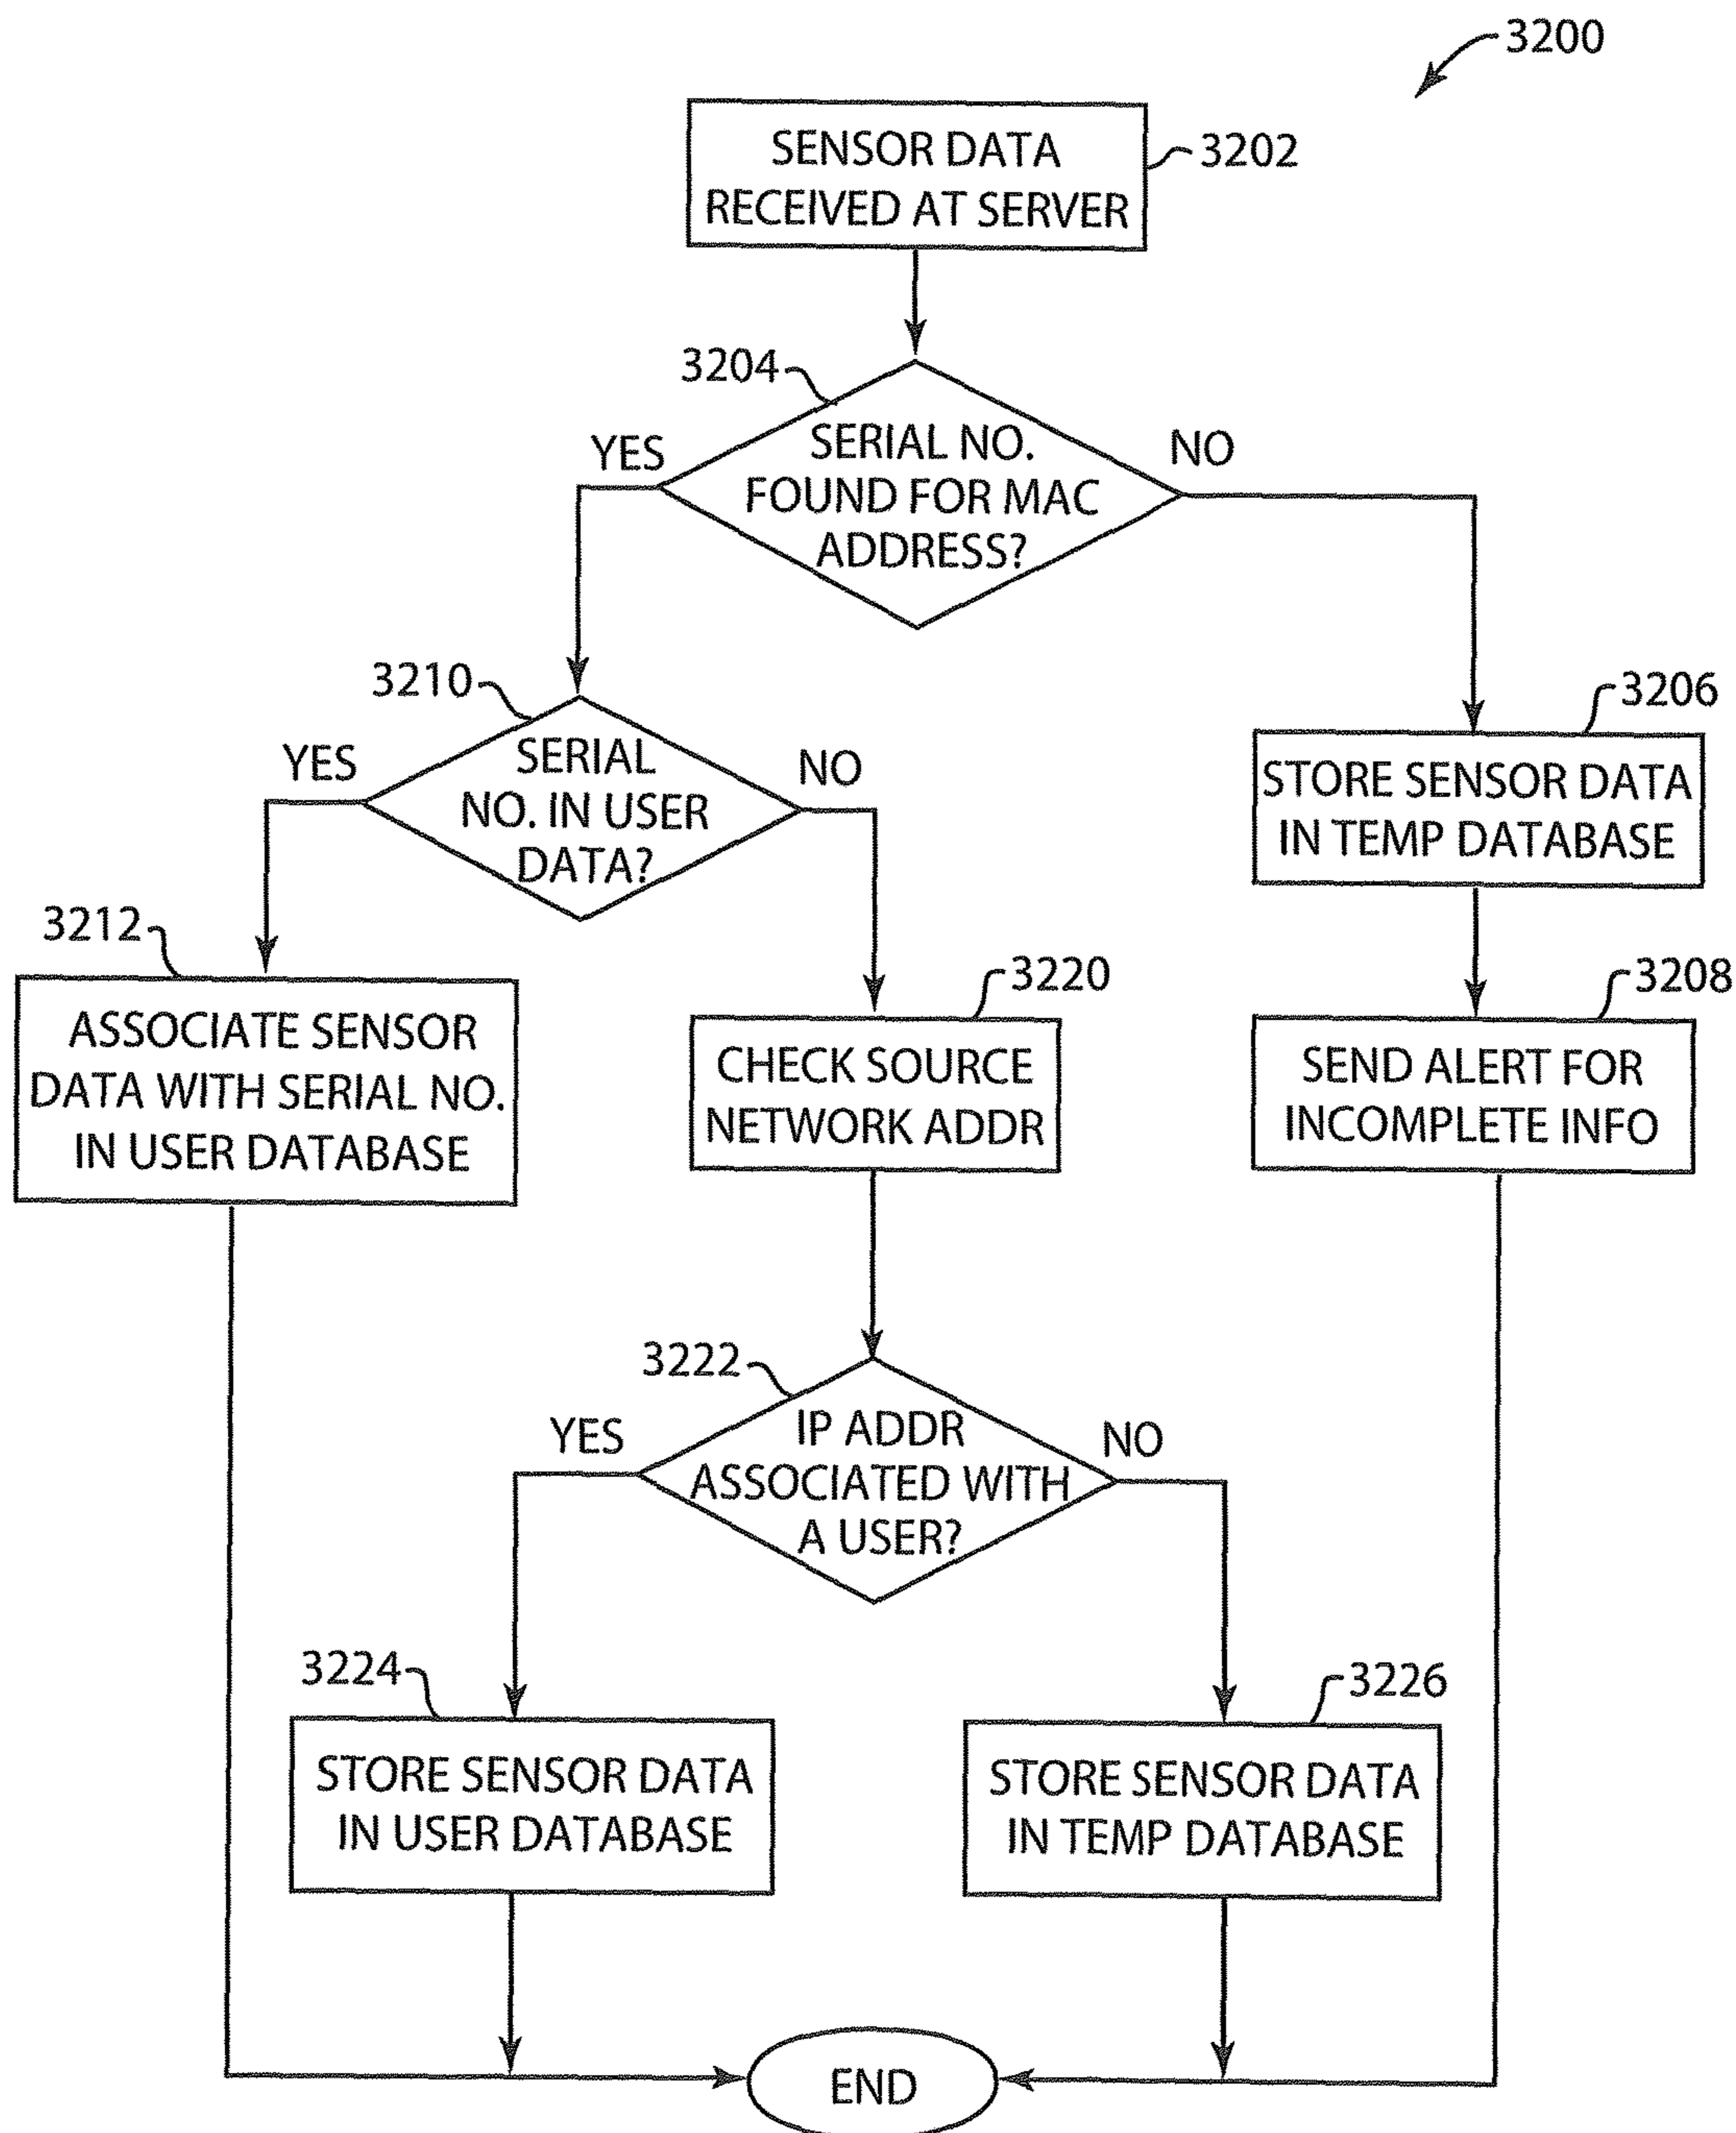 3200
SENSOR DATA
RECEIVED AT SERVER
3202
3204
SERIAL NO.
FOUND FOR MAC
ADDRESS?
YES
NO
3210
SERIAL
NO. IN USER
DATA?
YES
NO
3206
STORE SENSOR DATA
IN TEMP DATABASE
3212
ASSOCIATE SENSOR
DATA WITH SERIAL NO.
IN USER DATABASE
3220
CHECK SOURCE
NETWORK ADDR
3208
SEND ALERT FOR
INCOMPLETE INFO
3222
IP ADDR
ASSOCIATED WITH
A USER?
YES
NO
3224
STORE SENSOR DATA
IN USER DATABASE
3226
STORE SENSOR DATA
IN TEMP DATABASE
END